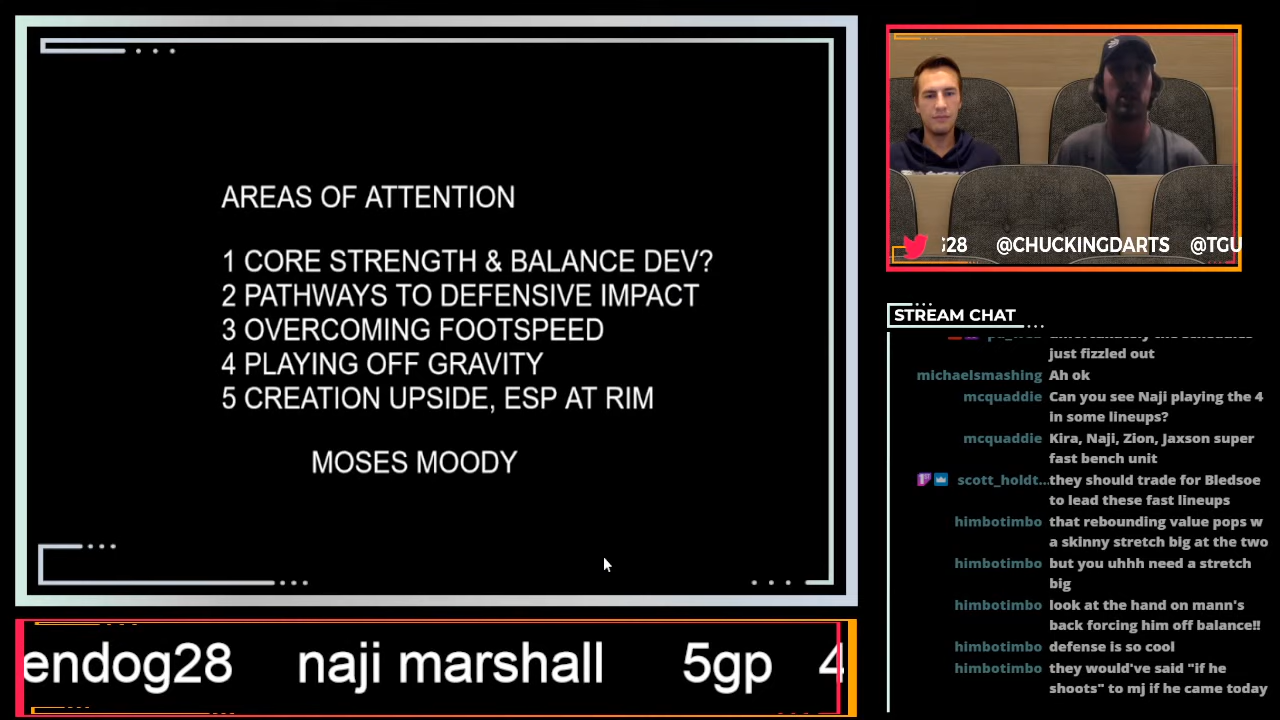 AREAS OF ATTENTION
1 CORE STRENGTH & BALANCE DEV?
2 PATHWAYS TO DEFENSIVE IMPACT
3 OVERCOMING FOOTSPEED
4 PLAYING OFF GRAVITY
5 CREATION UPSIDE, ESP AT RIM
MOSES MOODY
endog28 naji marshall 5gp 4
28 @CHUCKINGDARTS @TGU
STREAM CHAT
just fizzled out
michaelsmashing Ah ok
mcquaddie Can you see Naji playing the 4
in some lineups?
mcquaddie Kira, Naji, Zion, Jaxson super
fast bench unit
scott_holdt... they should trade for Bledsoe
to lead these fast lineups
himbotimbo that rebounding value pops w
a skinny stretch big at the two
himbotimbo but you uhhh need a stretch
big
himbotimbo look at the hand on mann's
back forcing him off balance!!
himbotimbo defense is so cool
himbotimbo they would've said "if he
shoots" to mj if he came today